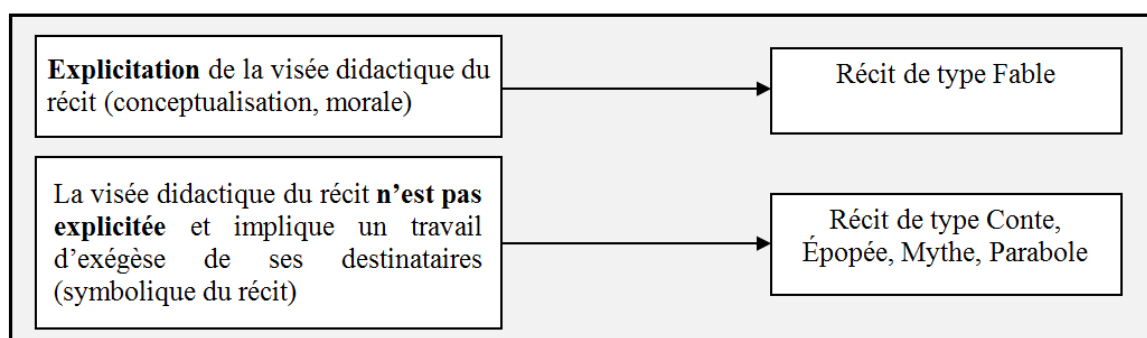 Explicitation de la visée didactique du
récit (conceptualisation, morale)
Récit de type Fable
La visée didactique du récit n’est pas
explicitée et implique un travail
d’exégèse de ses destinataires
(symbolique du récit)
Récit de type Conte,
Épopée, Mythe, Parabole